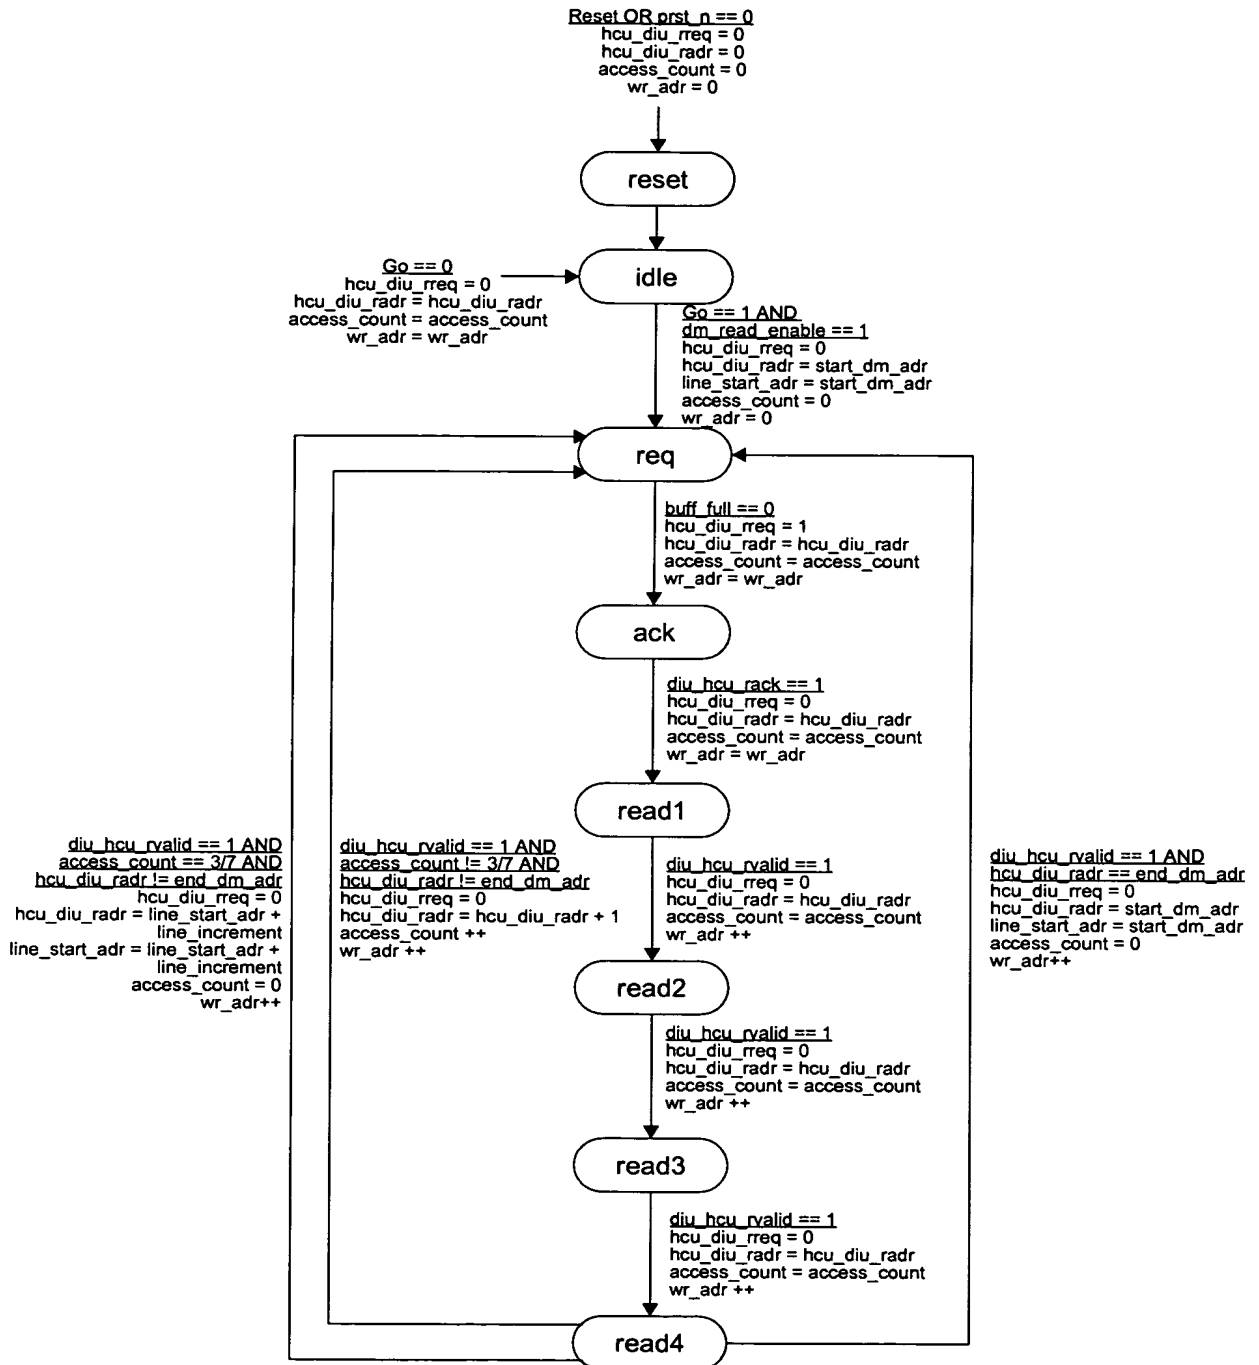 Reset OR prst_n == 0
hcu_diu_rreq = 0
hcu_diu_radr = 0
access_count = 0
wr_adr = 0
reset
idle
Go == 0
hcu_diu_rreq = 0
hcu_diu_radr = hcu_diu_radr
access_count = access_count
wr_adr = wr_adr
Go == 1 AND
dm_read_enable == 1
hcu_diu_rreq = 0
hcu_diu_radr = start_dm_adr
line_start_adr = start_dm_adr
access_count = 0
wr_adr = 0
req
buff_full == 0
hcu_diu_rreq = 1
hcu_diu_radr = hcu_diu_radr
access_count = access_count
wr_adr = wr_adr
ack
diu_hcu_rack == 1
hcu_diu_rreq = 0
hcu_diu_radr = hcu_diu_radr
access_count = access_count
wr_adr = wr_adr
read1
diu_hcu_rvalid == 1 AND
access_count == 3/7 AND
hcu_diu_radr != end_dm_adr
hcu_diu_rreq = 0
hcu_diu_radr = line_start_adr +
line_increment
line_start_adr = line_start_adr +
line_increment
access_count = 0
wr_adr++
diu_hcu_rvalid == 1 AND
access_count != 3/7 AND
hcu_diu_radr != end_dm_adr
hcu_diu_rreq = 0
hcu_diu_radr = hcu_diu_radr + 1
access_count ++
wr_adr ++
diu_hcu_rvalid == 1
hcu_diu_rreq = 0
hcu_diu_radr = hcu_diu_radr
access_count = access_count
wr_adr ++
diu_hcu_rvalid == 1 AND
hcu_diu_radr == end_dm_adr
hcu_diu_rreq = 0
hcu_diu_radr = start_dm_adr
line_start_adr = start_dm_adr
access_count = 0
wr_adr++
read2
diu_hcu_rvalid == 1
hcu_diu_rreq = 0
hcu_diu_radr = hcu_diu_radr
access_count = access_count
wr_adr ++
read3
diu_hcu_rvalid == 1
hcu_diu_rreq = 0
hcu_diu_radr = hcu_diu_radr
access_count = access_count
wr_adr ++
read4